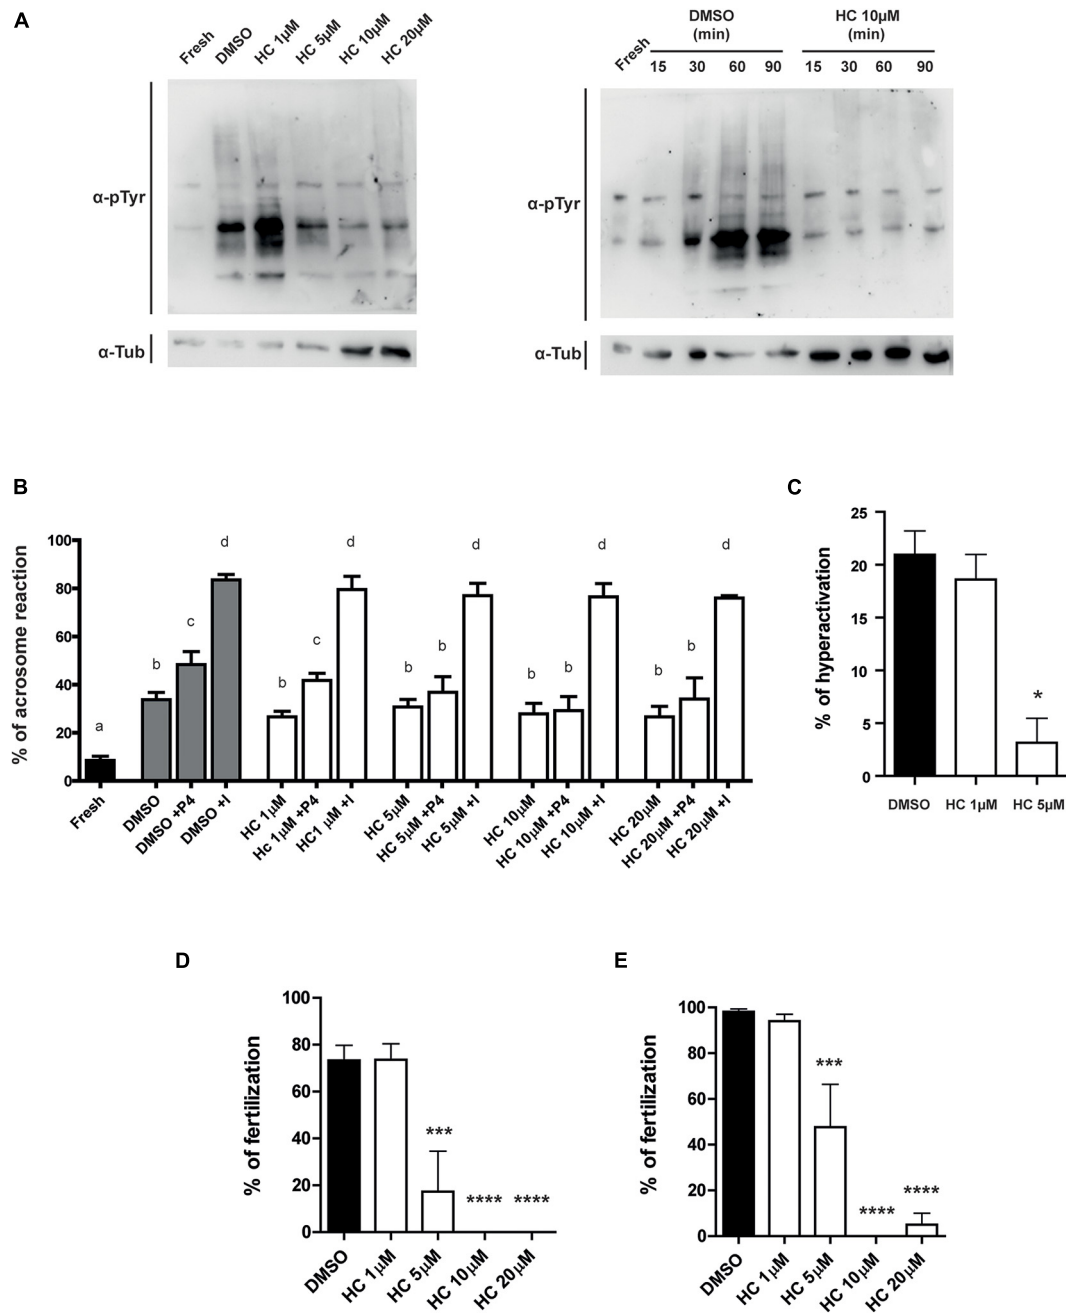 A
Fresh
DMSO
HC 1µM
HC 5µM
HC 10µM
HC 20µM
α-pTyr
α-Tub
DMSO
(min)
HC 10µM
(min)
Fresh
15 30 60 90 15 30 60 90
α-pTyr
α-Tub
B
% of acrosome reaction
100
80
60
40
20
0
a
b
c
d
b
c
d
b
b
d
b
b
d
b
b
d
Fresh
DMSO
DMSO +P4
DMSO +I
HC 1µM
Hc 1µM +P4
HC1 µM +I
HC 5µM
HC 5µM +P4
HC 5µM +I
HC 10µM
HC 10µM +P4
HC 10µM +I
HC 20µM
HC 20µM +P4
HC 20µM +I
C
% of hyperactivation
25
20
15
10
5
0
*
DMSO HC 1µM HC 5µM
D
% of fertilization
100
80
60
40
20
0
***
****
****
DMSO
HC 1µM
HC 5µM
HC 10µM
HC 20µM
E
% of fertilization
100
80
60
40
20
0
***
****
****
DMSO
HC 1µM
HC 5µM
HC 10µM
HC 20µM